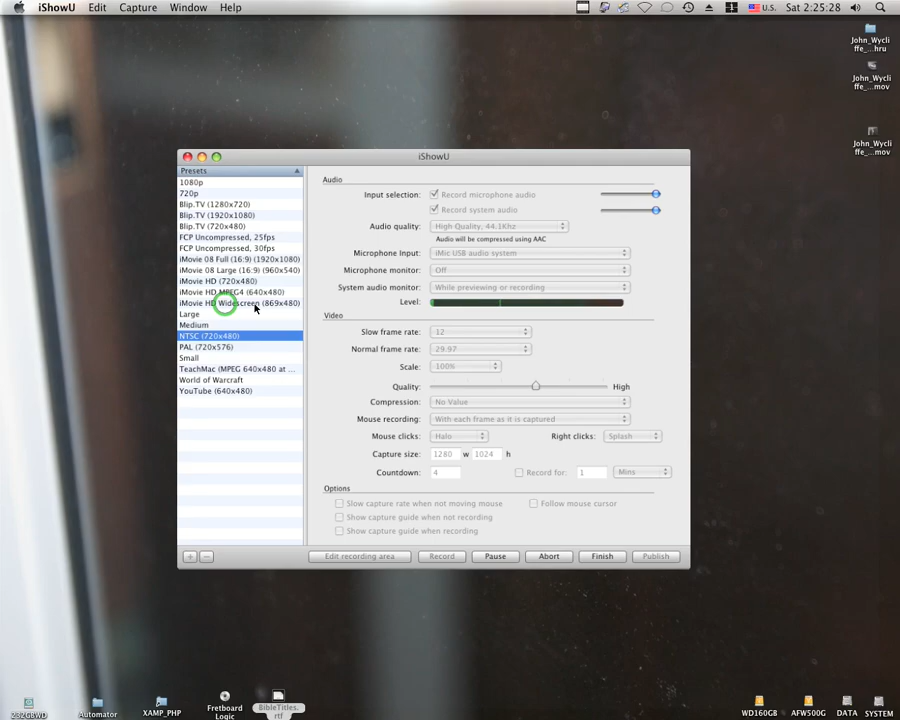 iShowU Edit Capture Window Help
U.S. Sat 2:25:28
John_Wycli
ffe_...hru
John_Wycli
ffe_...mov
John_Wycli
ffe_...mov
iShowU
Presets
1080p
720p
Blip.TV (1280x720)
Blip.TV (1920x1080)
Blip.TV (720x480)
FCP Uncompressed, 25fps
FCP Uncompressed, 30fps
iMovie 08 Full (16:9) (1920x1080)
iMovie 08 Large (16:9) (960x540)
iMovie HD (720x480)
iMovie HD MPEG4 (640x480)
iMovie HD Widescreen (869x480)
Large
Medium
NTSC (720x480)
PAL (720x576)
Small
TeachMac (MPEG 640x480 at ...
World of Warcraft
YouTube (640x480)
Audio
Input selection: Record microphone audio
Record system audio
Audio quality: High Quality, 44.1Khz
Audio will be compressed using AAC
Microphone Input: iMic USB audio system
Microphone monitor: Off
System audio monitor: While previewing or recording
Level:
Video
Slow frame rate: 12
Normal frame rate: 29.97
Scale: 100%
Quality: High
Compression: No Value
Mouse recording: With each frame as it is captured
Mouse clicks: Halo Right clicks: Splash
Capture size: 1280 w 1024 h
Countdown: 4 Record for: 1 Mins
Options
Slow capture rate when not moving mouse Follow mouse cursor
Show capture guide when not recording
Show capture guide when recording
Edit recording area Record Pause Abort Finish Publish
232GBWD Automator XAMP_PHP Fretboard
Logic BibleTitles.
rtf WD160GB AFW500G DATA SYSTEM